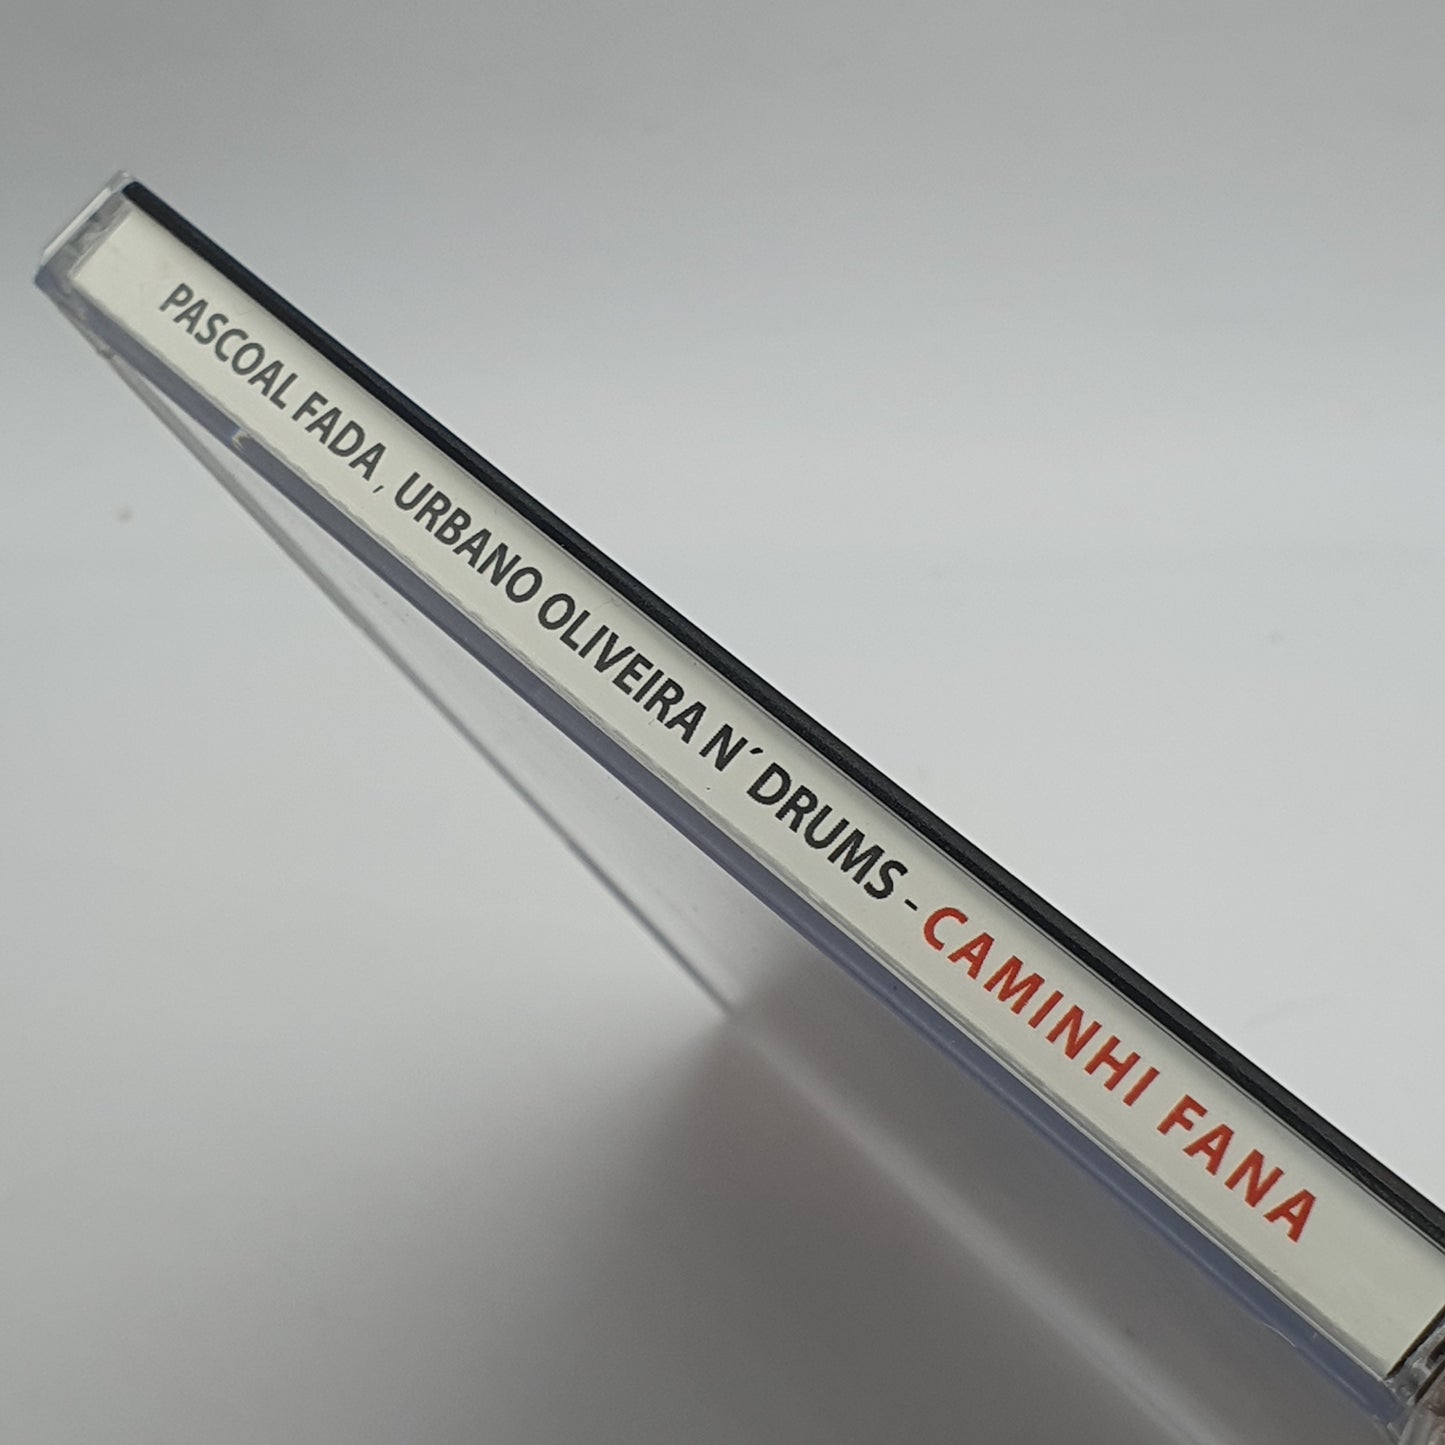 PASCOAL FADA, URBANO OLIVEIRA N´DRUMS - CAMINHI FANA